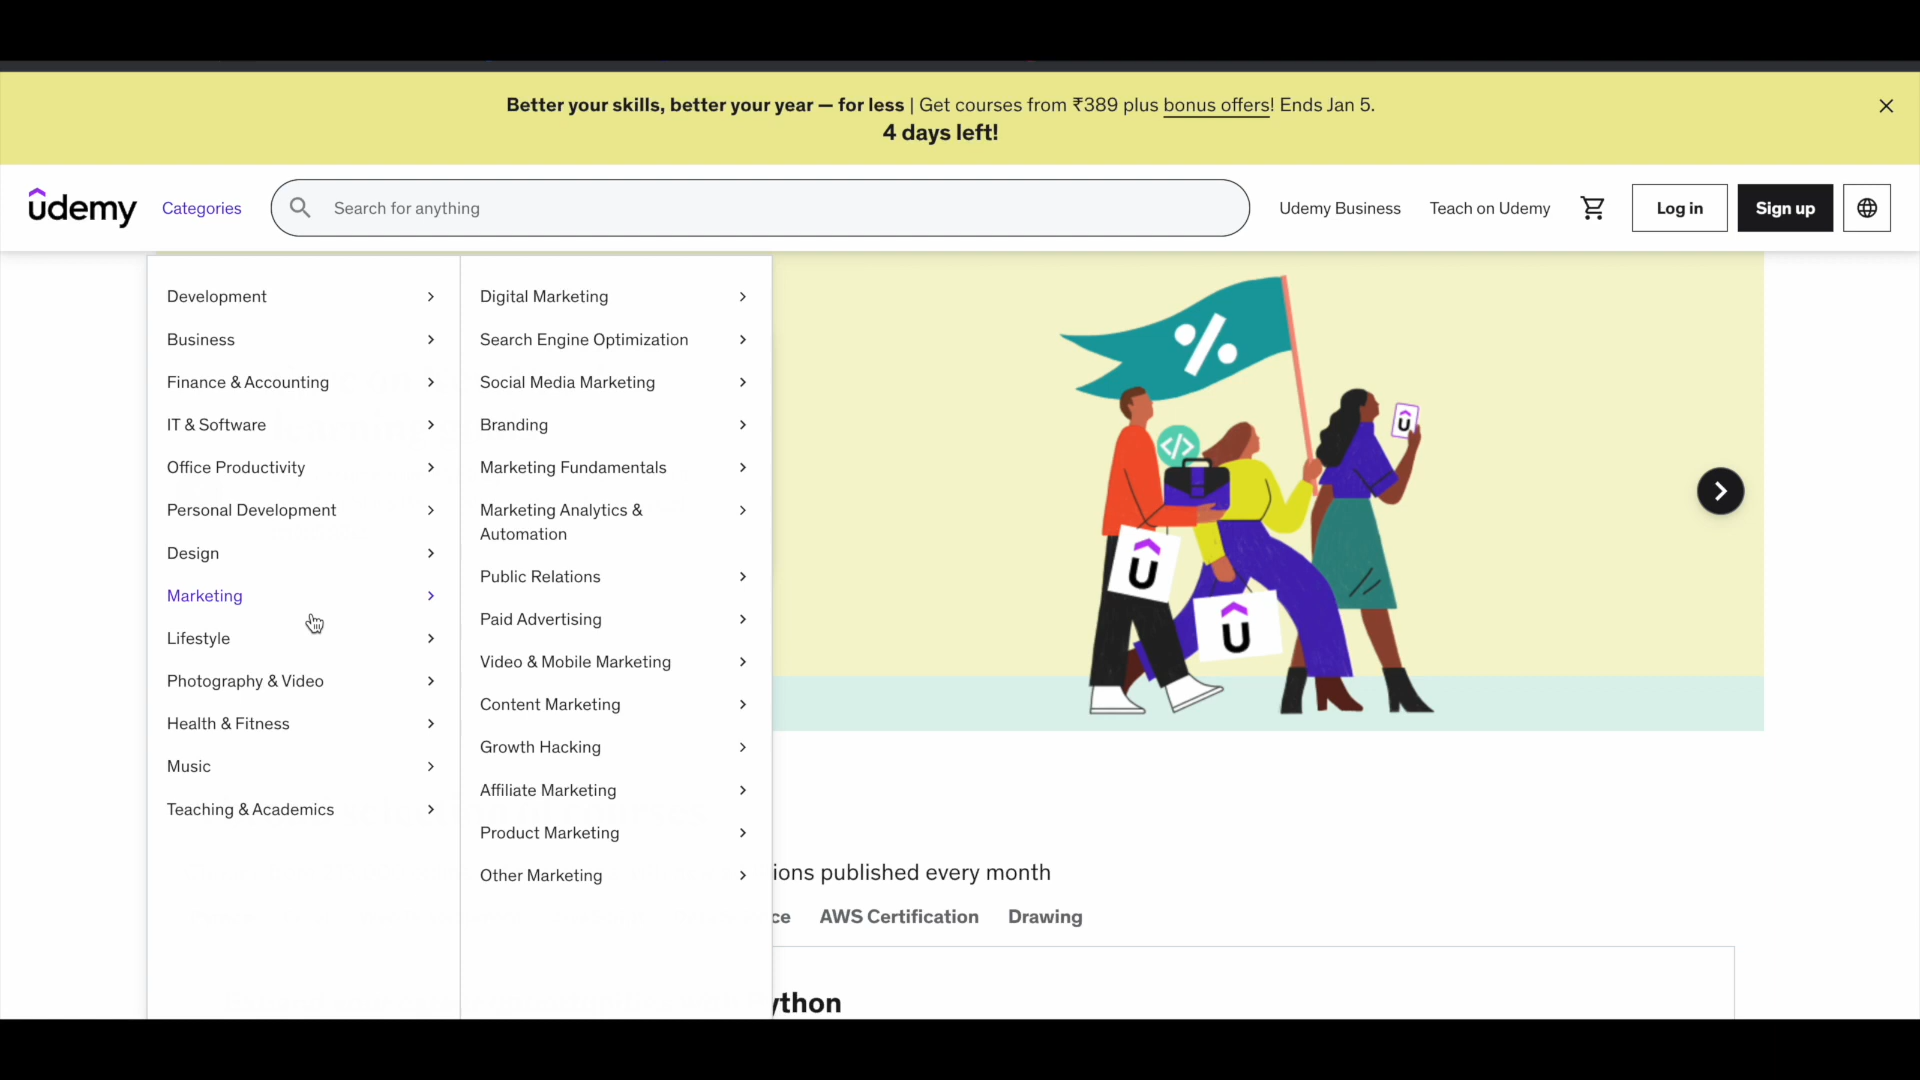 Better your skills, better your year — for less | Get courses from ₹389 plus bonus offers! Ends Jan 5.
4 days left!
udemy
Categories
Search for anything
Udemy Business
Teach on Udemy
Log in
Sign up
Development
Business
Finance & Accounting
IT & Software
Office Productivity
Personal Development
Design
Marketing
Lifestyle
Photography & Video
Health & Fitness
Music
Teaching & Academics
Digital Marketing
Search Engine Optimization
Social Media Marketing
Branding
Marketing Fundamentals
Marketing Analytics &
Automation
Public Relations
Paid Advertising
Video & Mobile Marketing
Content Marketing
Growth Hacking
Affiliate Marketing
Product Marketing
Other Marketing
%
</>
U
U
U
ions published every month
ce
AWS Certification
Drawing
ython